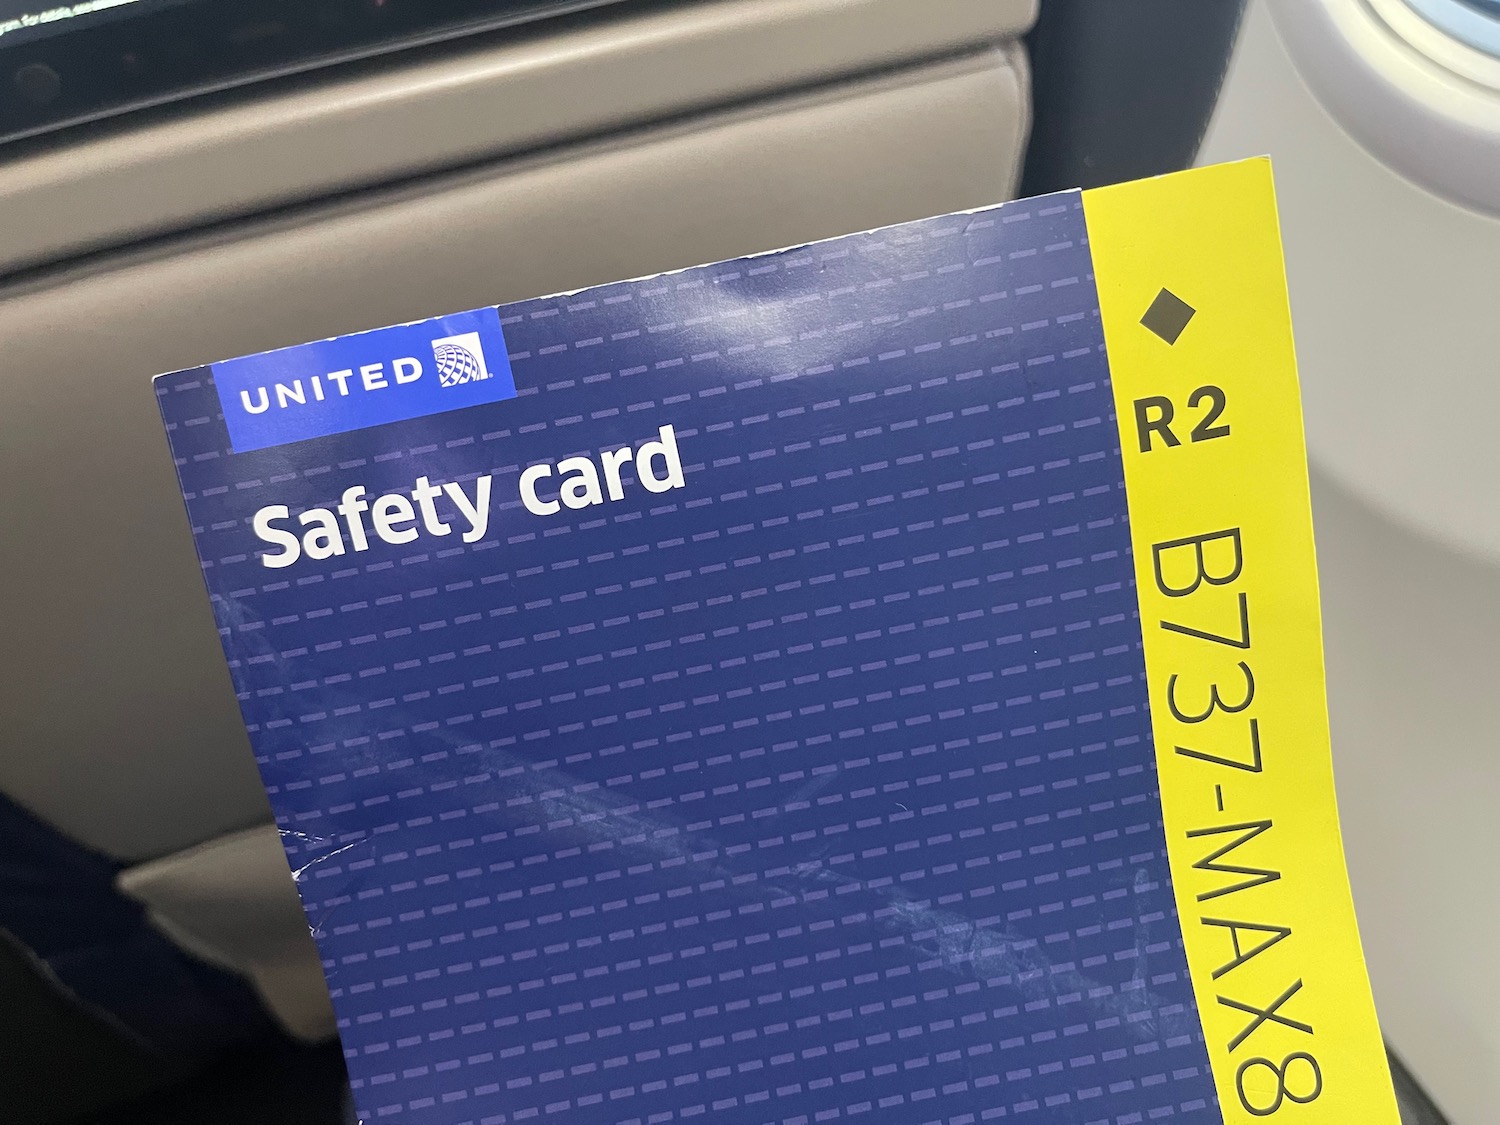 UNITED
Safety card
R2
B737-MAX8